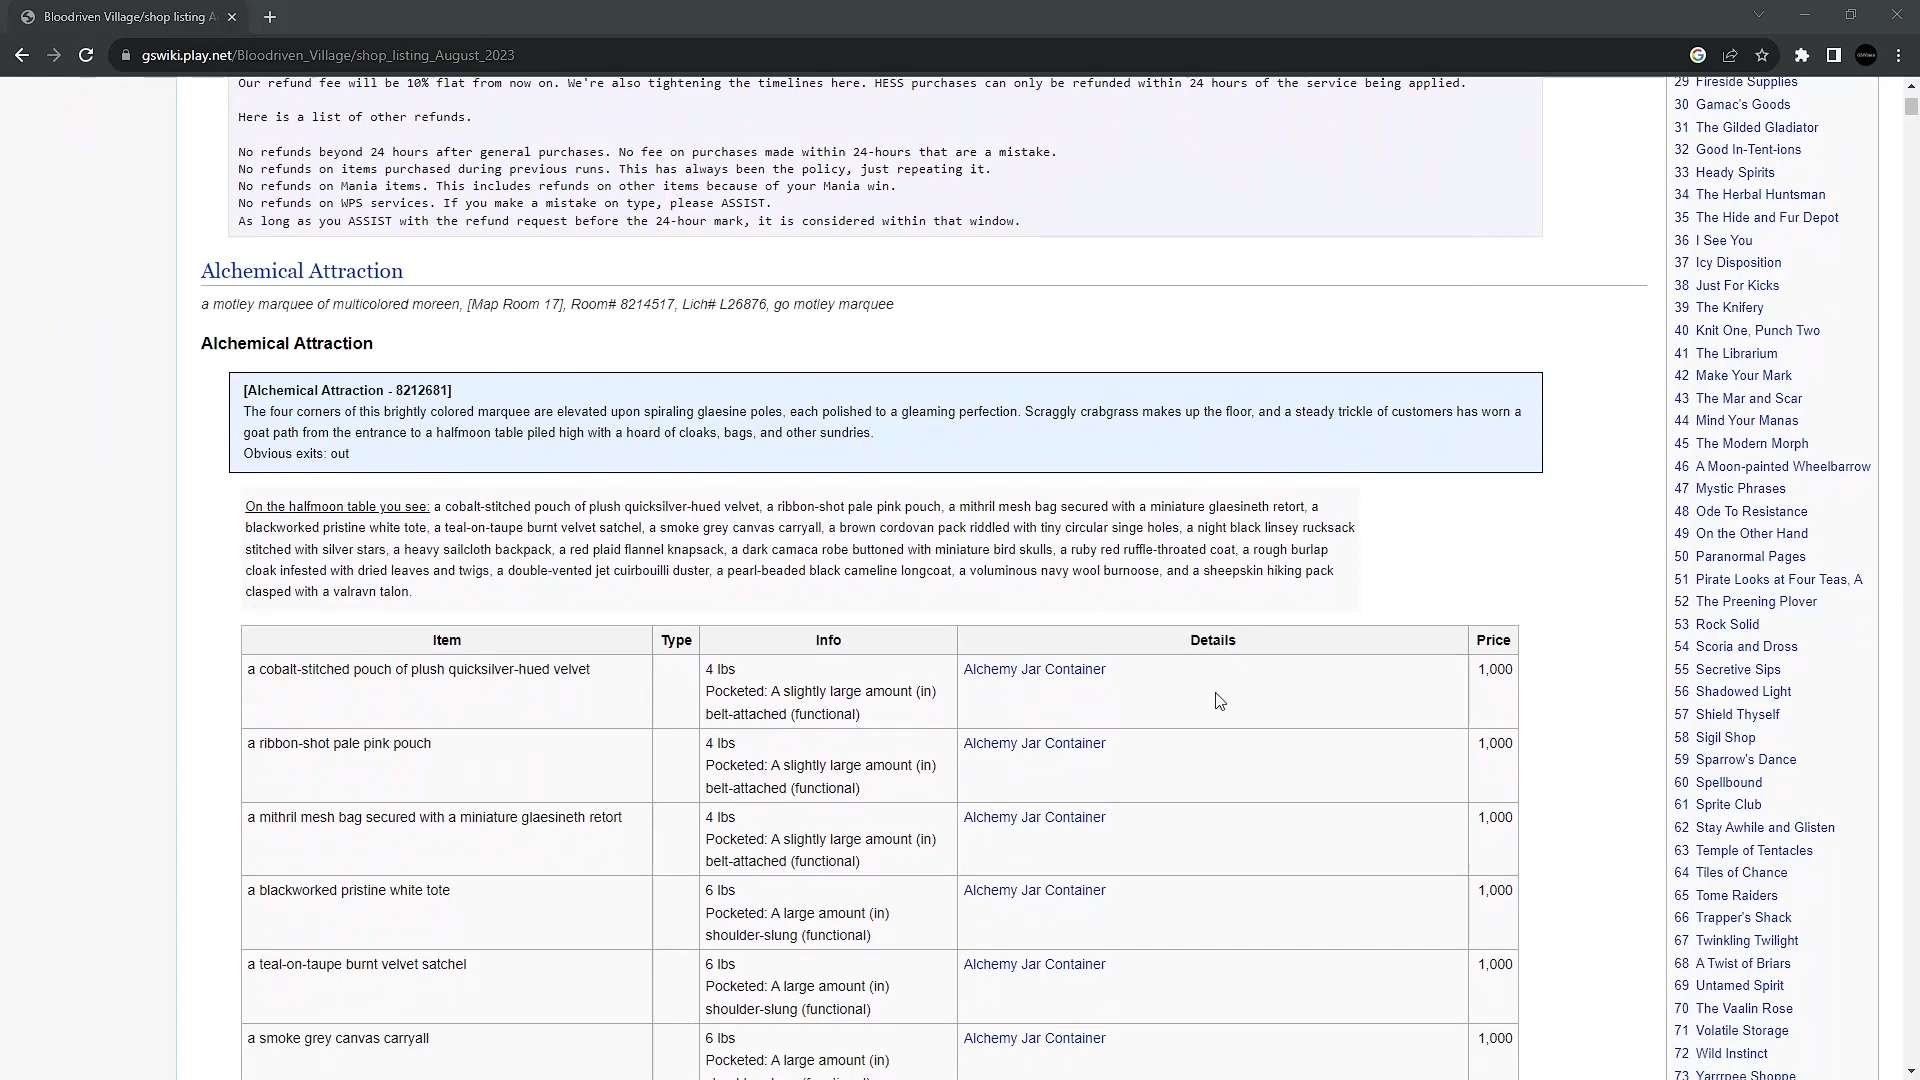 Bloodriven Village/shop listing A
gswiki.play.net/Bloodriven_Village/shop_listing_August_2023
Our refund fee will be 10% flat from now on. We're also tightening the timelines here. HESS purchases can only be refunded within 24 hours of the service being applied.
Here is a list of other refunds.
No refunds beyond 24 hours after general purchases. No fee on purchases made within 24-hours that are a mistake.
No refunds on items purchased during previous runs. This has always been the policy, just repeating it.
No refunds on Mania items. This includes refunds on other items because of your Mania win.
No refunds on WPS services. If you make a mistake on type, please ASSIST.
As long as you ASSIST with the refund request before the 24-hour mark, it is considered within that window.
Alchemical Attraction
a motley marquee of multicolored moreen, [Map Room 17], Room# 8214517, Lich# L26876, go motley marquee
Alchemical Attraction
[Alchemical Attraction - 8212681]
The four corners of this brightly colored marquee are elevated upon spiraling glaesine poles, each polished to a gleaming perfection. Scraggly crabgrass makes up the floor, and a steady trickle of customers has worn a
goat path from the entrance to a halfmoon table piled high with a hoard of cloaks, bags, and other sundries.
Obvious exits: out
On the halfmoon table you see: a cobalt-stitched pouch of plush quicksilver-hued velvet, a ribbon-shot pale pink pouch, a mithril mesh bag secured with a miniature glaesineth retort, a
blackworked pristine white tote, a teal-on-taupe burnt velvet satchel, a smoke grey canvas carryall, a brown cordovan pack riddled with tiny circular singe holes, a night black linsey rucksack
stitched with silver stars, a heavy sailcloth backpack, a red plaid flannel knapsack, a dark camaca robe buttoned with miniature bird skulls, a ruby red ruffle-throated coat, a rough burlap
cloak infested with dried leaves and twigs, a double-vented jet cuirbouilli duster, a pearl-beaded black cameline longcoat, a voluminous navy wool burnoose, and a sheepskin hiking pack
clasped with a valravn talon.
Item Type Info Details Price
a cobalt-stitched pouch of plush quicksilver-hued velvet 4 lbs Alchemy Jar Container 1,000
Pocketed: A slightly large amount (in)
belt-attached (functional)
a ribbon-shot pale pink pouch 4 lbs Alchemy Jar Container 1,000
Pocketed: A slightly large amount (in)
belt-attached (functional)
a mithril mesh bag secured with a miniature glaesineth retort 4 lbs Alchemy Jar Container 1,000
Pocketed: A slightly large amount (in)
belt-attached (functional)
a blackworked pristine white tote 6 lbs Alchemy Jar Container 1,000
Pocketed: A large amount (in)
shoulder-slung (functional)
a teal-on-taupe burnt velvet satchel 6 lbs Alchemy Jar Container 1,000
Pocketed: A large amount (in)
shoulder-slung (functional)
a smoke grey canvas carryall 6 lbs Alchemy Jar Container 1,000
Pocketed: A large amount (in)
29 Fireside Supplies
30 Gamac's Goods
31 The Gilded Gladiator
32 Good In-Tent-ions
33 Heady Spirits
34 The Herbal Huntsman
35 The Hide and Fur Depot
36 I See You
37 Icy Disposition
38 Just For Kicks
39 The Knifery
40 Knit One, Punch Two
41 The Librarium
42 Make Your Mark
43 The Mar and Scar
44 Mind Your Manas
45 The Modern Morph
46 A Moon-painted Wheelbarrow
47 Mystic Phrases
48 Ode To Resistance
49 On the Other Hand
50 Paranormal Pages
51 Pirate Looks at Four Teas, A
52 The Preening Plover
53 Rock Solid
54 Scoria and Dross
55 Secretive Sips
56 Shadowed Light
57 Shield Thyself
58 Sigil Shop
59 Sparrow's Dance
60 Spellbound
61 Sprite Club
62 Stay Awhile and Glisten
63 Temple of Tentacles
64 Tiles of Chance
65 Tome Raiders
66 Trapper's Shack
67 Twinkling Twilight
68 A Twist of Briars
69 Untamed Spirit
70 The Vaalin Rose
71 Volatile Storage
72 Wild Instinct
73 Yarrrpee Shoppe